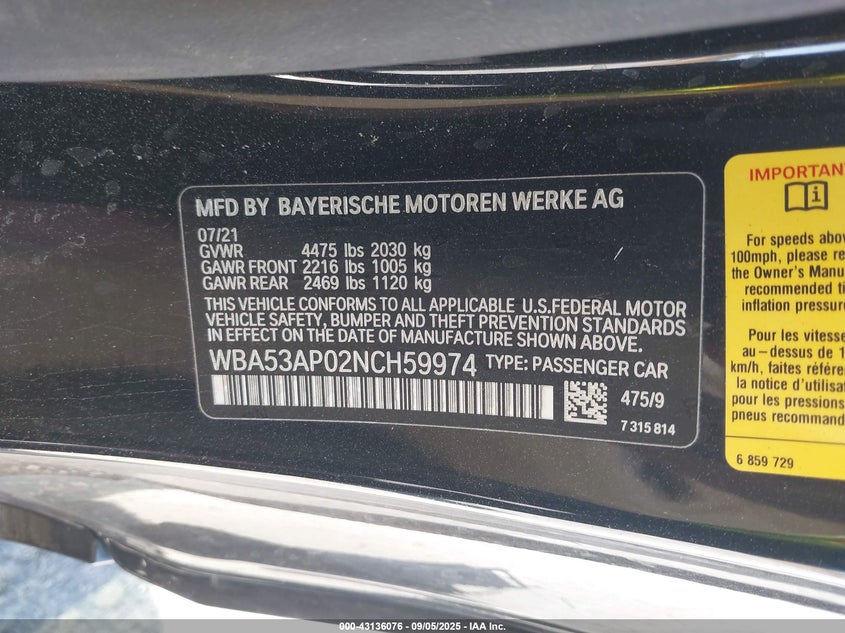 MFD BY BAYERISCHE MOTOREN WERKE AG
07/21
GVWR 4475 lbs 2030 kg
GAWR FRONT 2216 lbs 1005 kg
GAWR REAR 2469 lbs 1120 kg
THIS VEHICLE CONFORMS TO ALL APPLICABLE U.S.FEDERAL MOTOR
VEHICLE SAFETY, BUMPER AND THEFT PREVENTION STANDARDS
IN EFFECT ON THE DATE OF MANUFACTURE SHOWN ABOVE.
WBA53AP02NCH59974 TYPE: PASSENGER CAR
475/9
7 315 814
IMPORTAN
i
For speeds abov
100mph, please re
the Owner's Manu
recommended ti
inflation pressure
Pour les vitesse
au-dessus de 1
km/h, faites référe
la notice d'utilisat
pour les pressions
pneus recommand
6 859 729
000-43136076 - 09/05/2025 - IAA Inc.